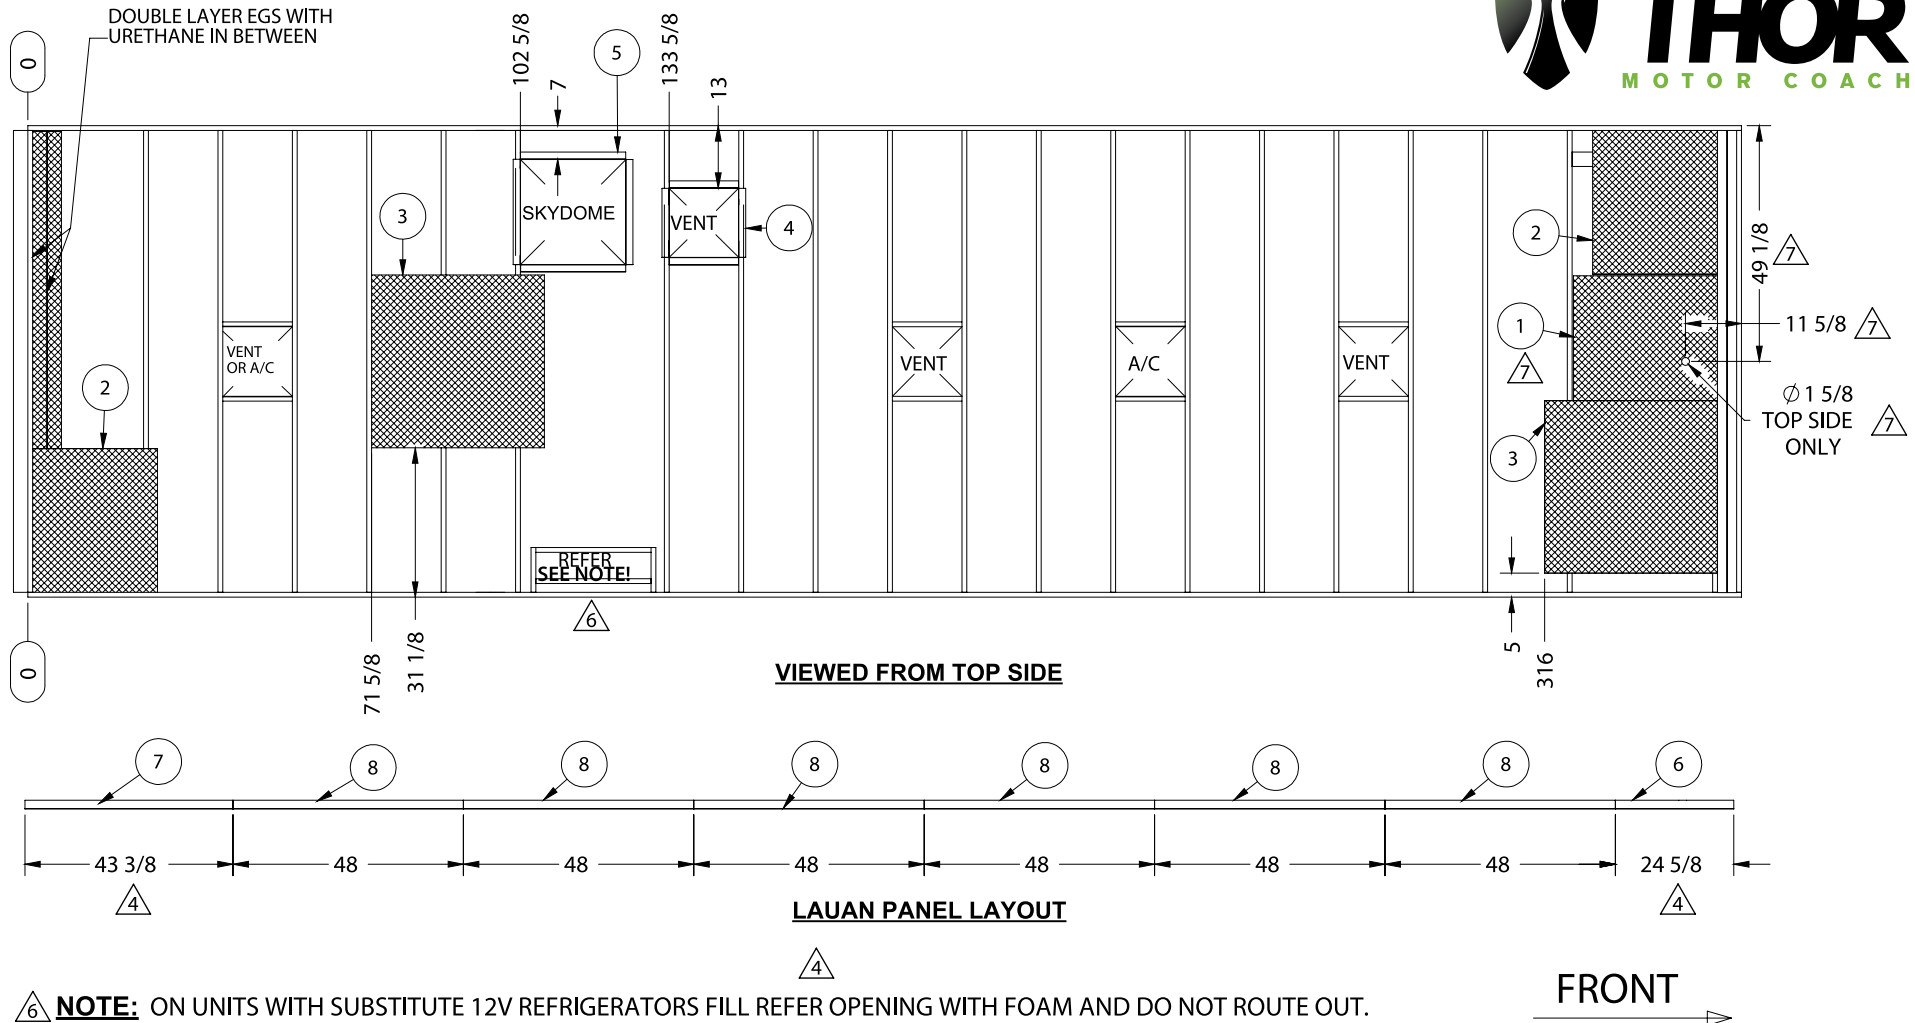 DOUBLE LAYER EGS WITH
URETHANE IN BETWEEN
THOR
MOTOR COACH
0
102 5/8
7
5
133 5/8
13
3
SKYDOME
VENT
4
2
49 1/8
7
1
7
11 5/8
7
VENT
OR A/C
VENT
A/C
VENT
2
∅ 1 5/8
TOP SIDE
ONLY
7
3
REFER
SEE NOTE!
6
0
71 5/8
31 1/8
5
316
VIEWED FROM TOP SIDE
7
8
8
8
8
8
8
6
43 3/8
48
48
48
48
48
48
24 5/8
4
4
LAUAN PANEL LAYOUT
4
6 NOTE: ON UNITS WITH SUBSTITUTE 12V REFRIGERATORS FILL REFER OPENING WITH FOAM AND DO NOT ROUTE OUT.
FRONT